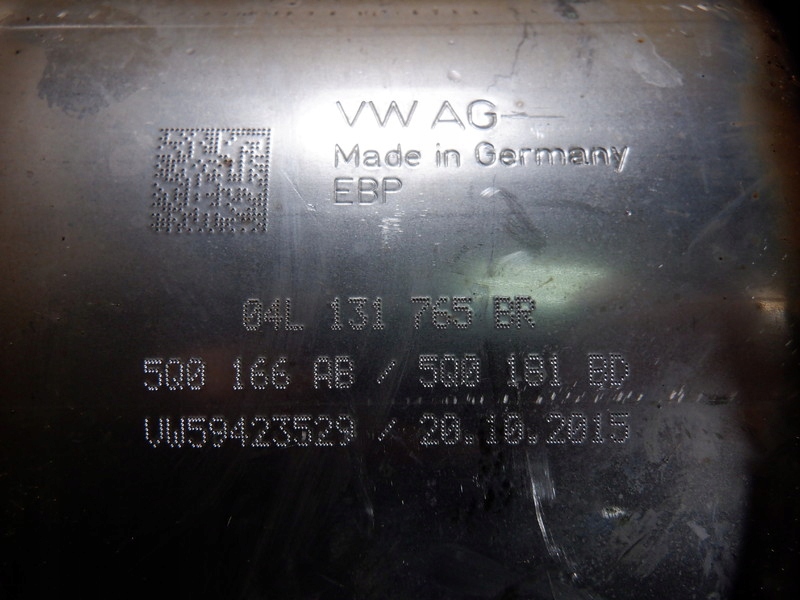 VW AG
Made in Germany
EBP
04L 131 765 BR
5Q0 166 AB / 5Q0 181 BD
VW59423529 / 20.10.2015